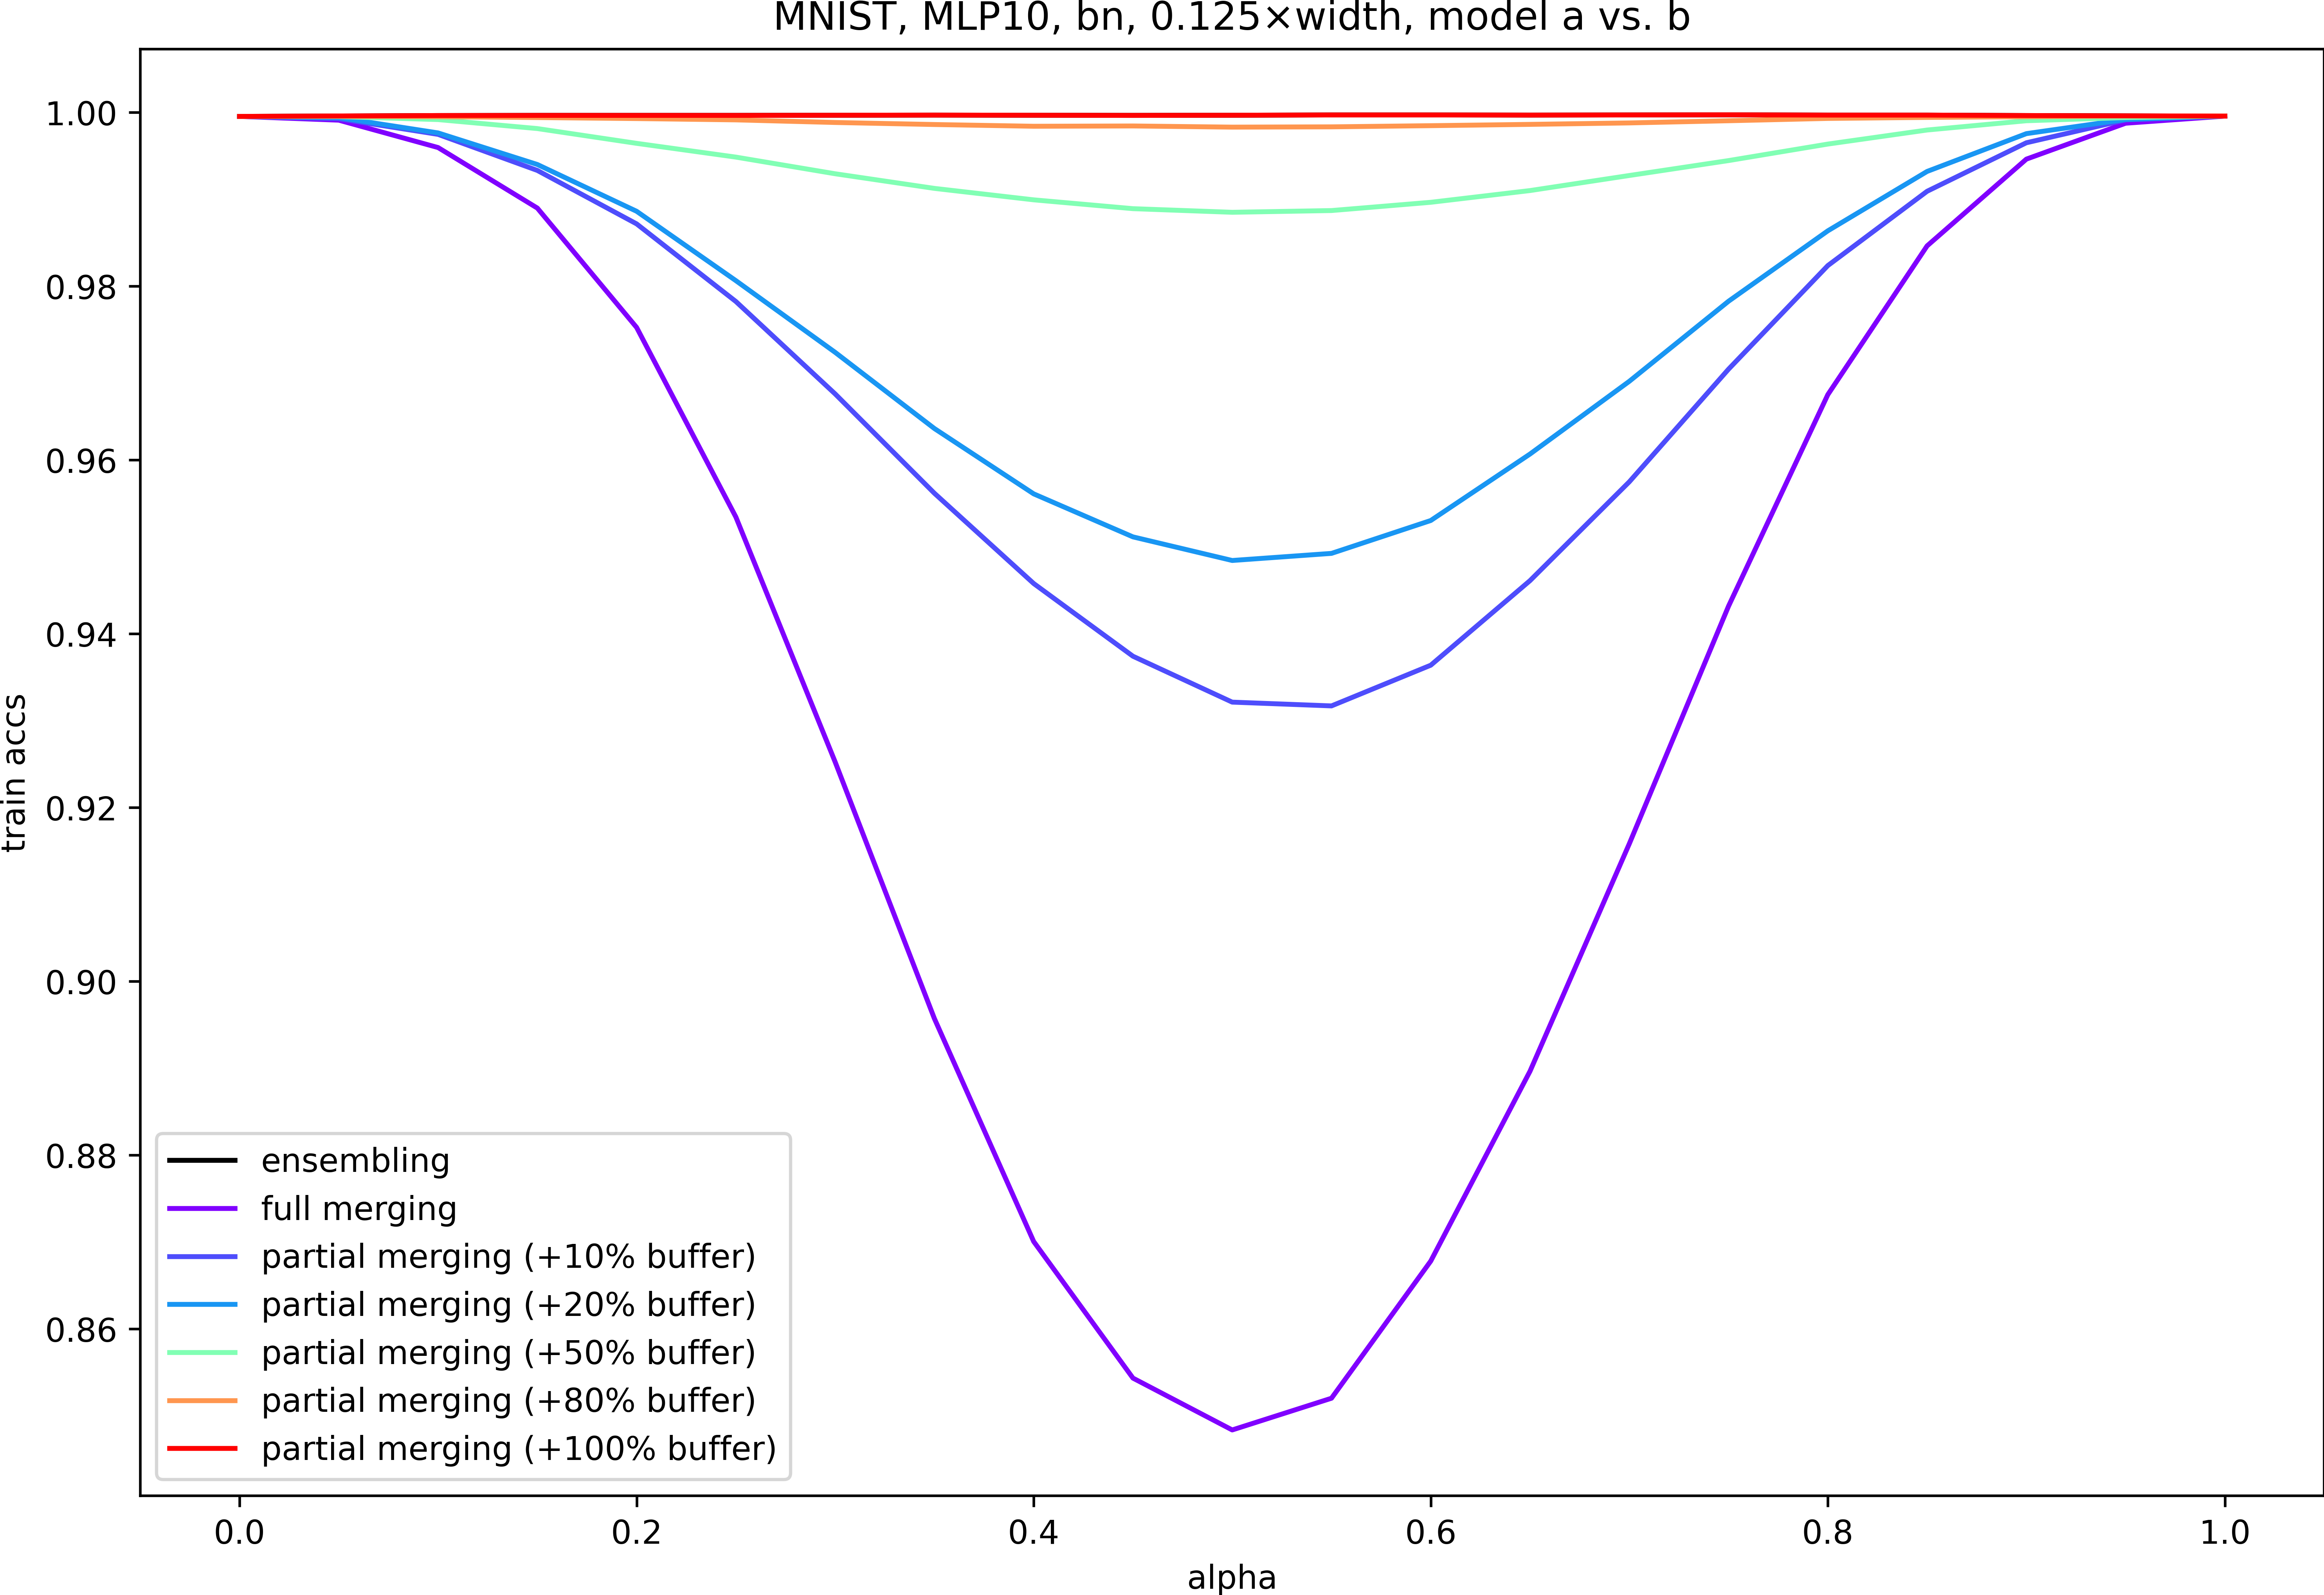 MNIST, MLP10, bn, 0.125×width, model a vs. b
train accs
1.00
0.98
0.96
0.94
0.92
0.90
0.88
0.86
ensembling
full merging
partial merging (+10% buffer)
partial merging (+20% buffer)
partial merging (+50% buffer)
partial merging (+80% buffer)
partial merging (+100% buffer)
0.0 0.2 0.4 0.6 0.8 1.0
alpha